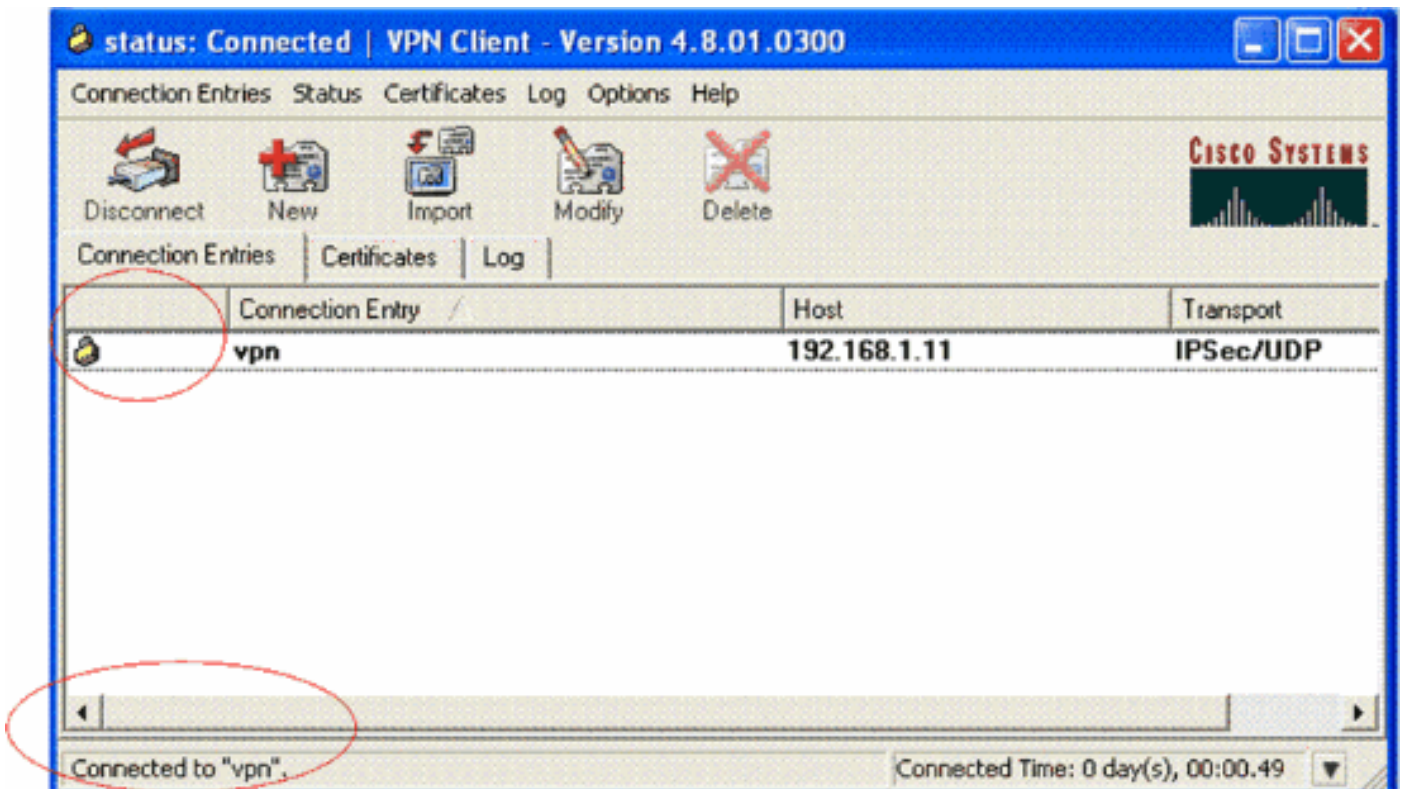 status: Connected | VPN Client - Version 4.8.01.0300
Connection Entries Status Certificates Log Options Help
CISCO SYSTEMS
Disconnect New Import Modify Delete
Connection Entries Certificates Log
Connection Entry Host Transport
vpn 192.168.1.11 IPSec/UDP
Connected to "vpn". Connected Time: 0 day(s), 00:00.49